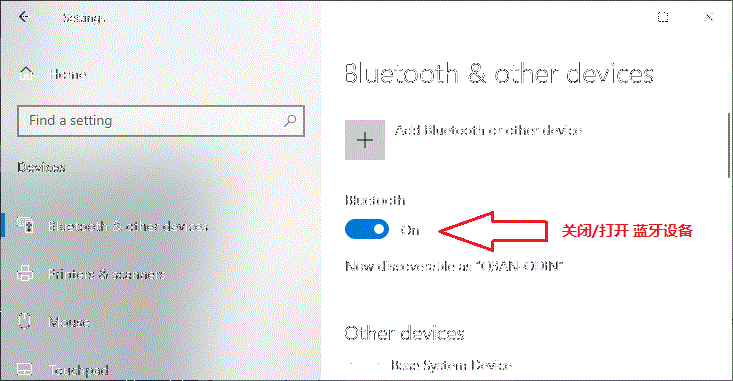 Settings
Home
Find a setting
Devices
Bluetooth & other devices
Printers & scanners
Mouse
Touchpad
Bluetooth & other devices
Add Bluetooth or other device
Bluetooth
On
关闭/打开 蓝牙设备
Now discoverable as "OBAN-ODIN"
Other devices
Base System Device